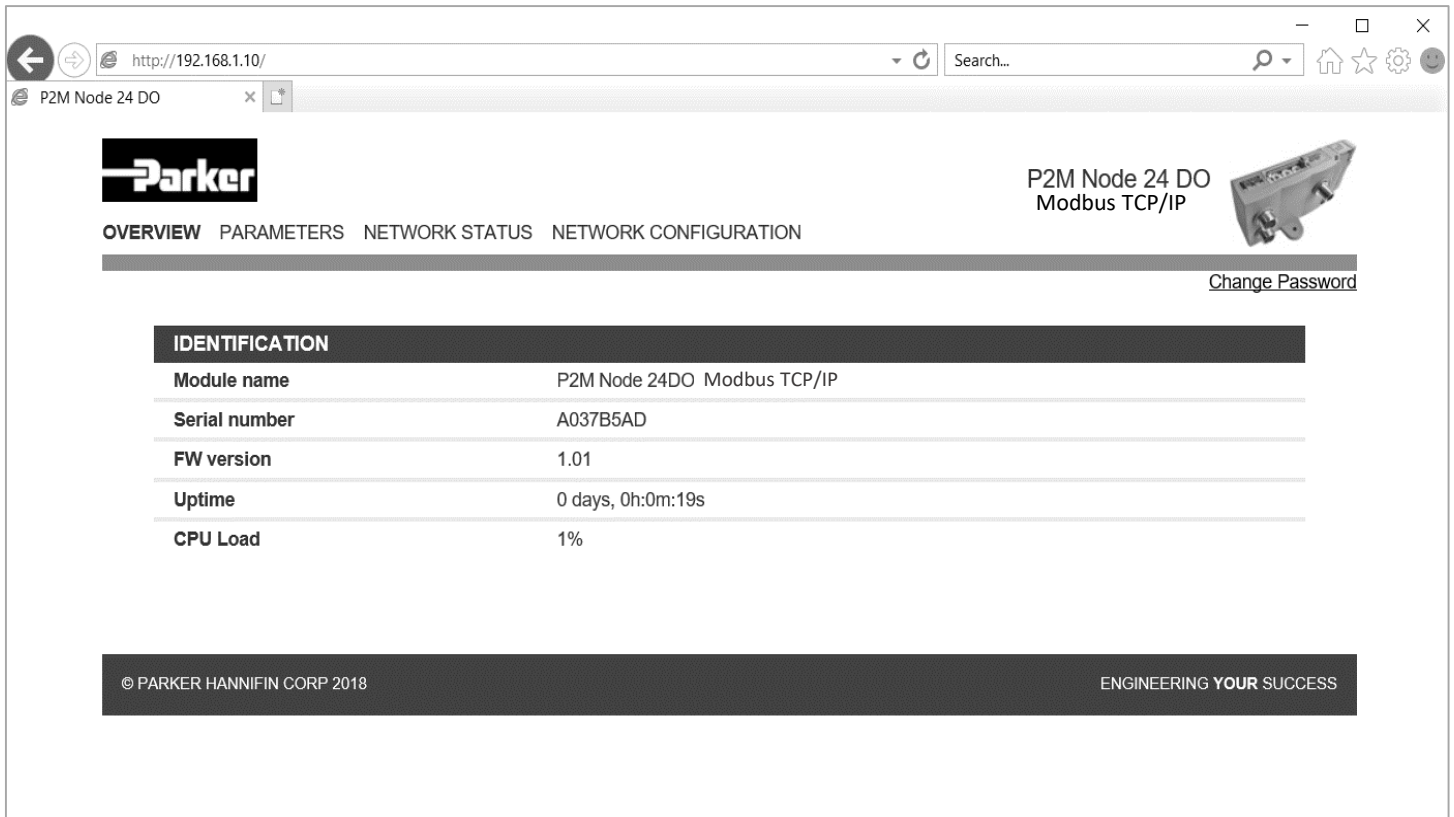 http://192.168.1.10/
Search...
P2M Node 24 DO
Parker
P2M Node 24 DO
Modbus TCP/IP
OVERVIEW PARAMETERS NETWORK STATUS NETWORK CONFIGURATION
Change Password
IDENTIFICATION
Module name P2M Node 24DO Modbus TCP/IP
Serial number A037B5AD
FW version 1.01
Uptime 0 days, 0h:0m:19s
CPU Load 1%
© PARKER HANNIFIN CORP 2018 ENGINEERING YOUR SUCCESS